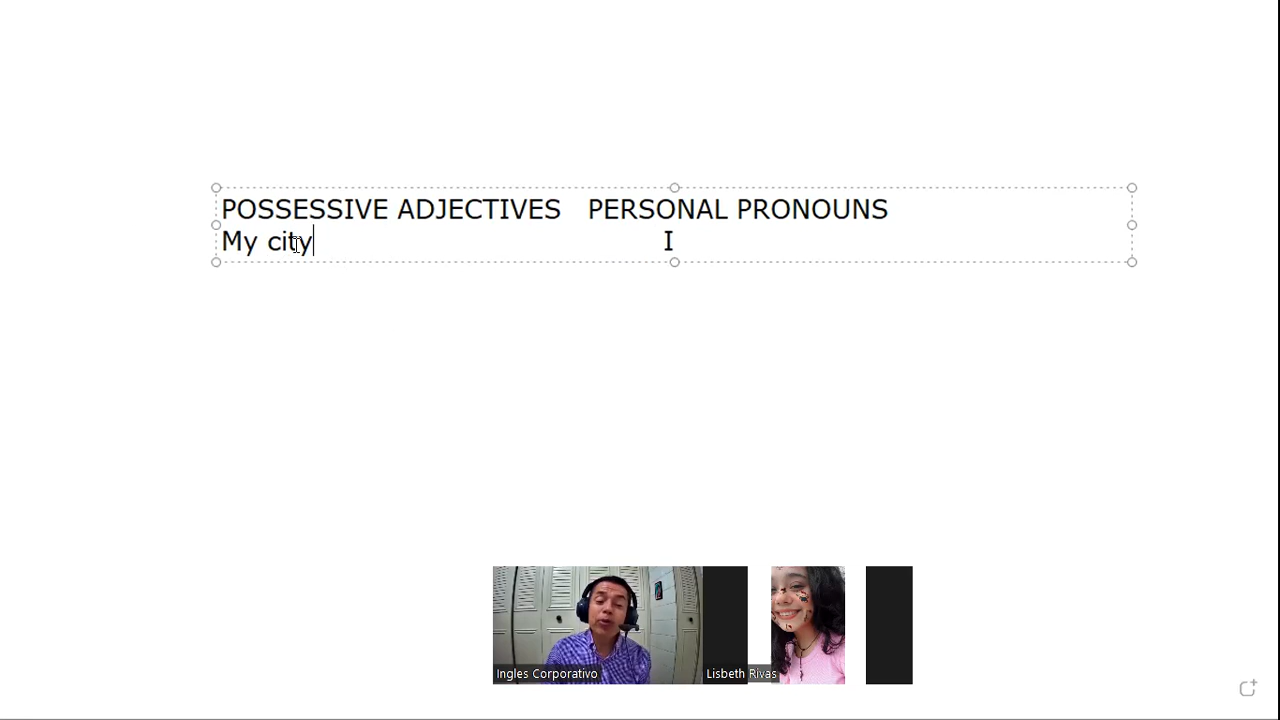 POSSESSIVE ADJECTIVES PERSONAL PRONOUNS
My city I
Ingles Corporativo
Lisbeth Rivas